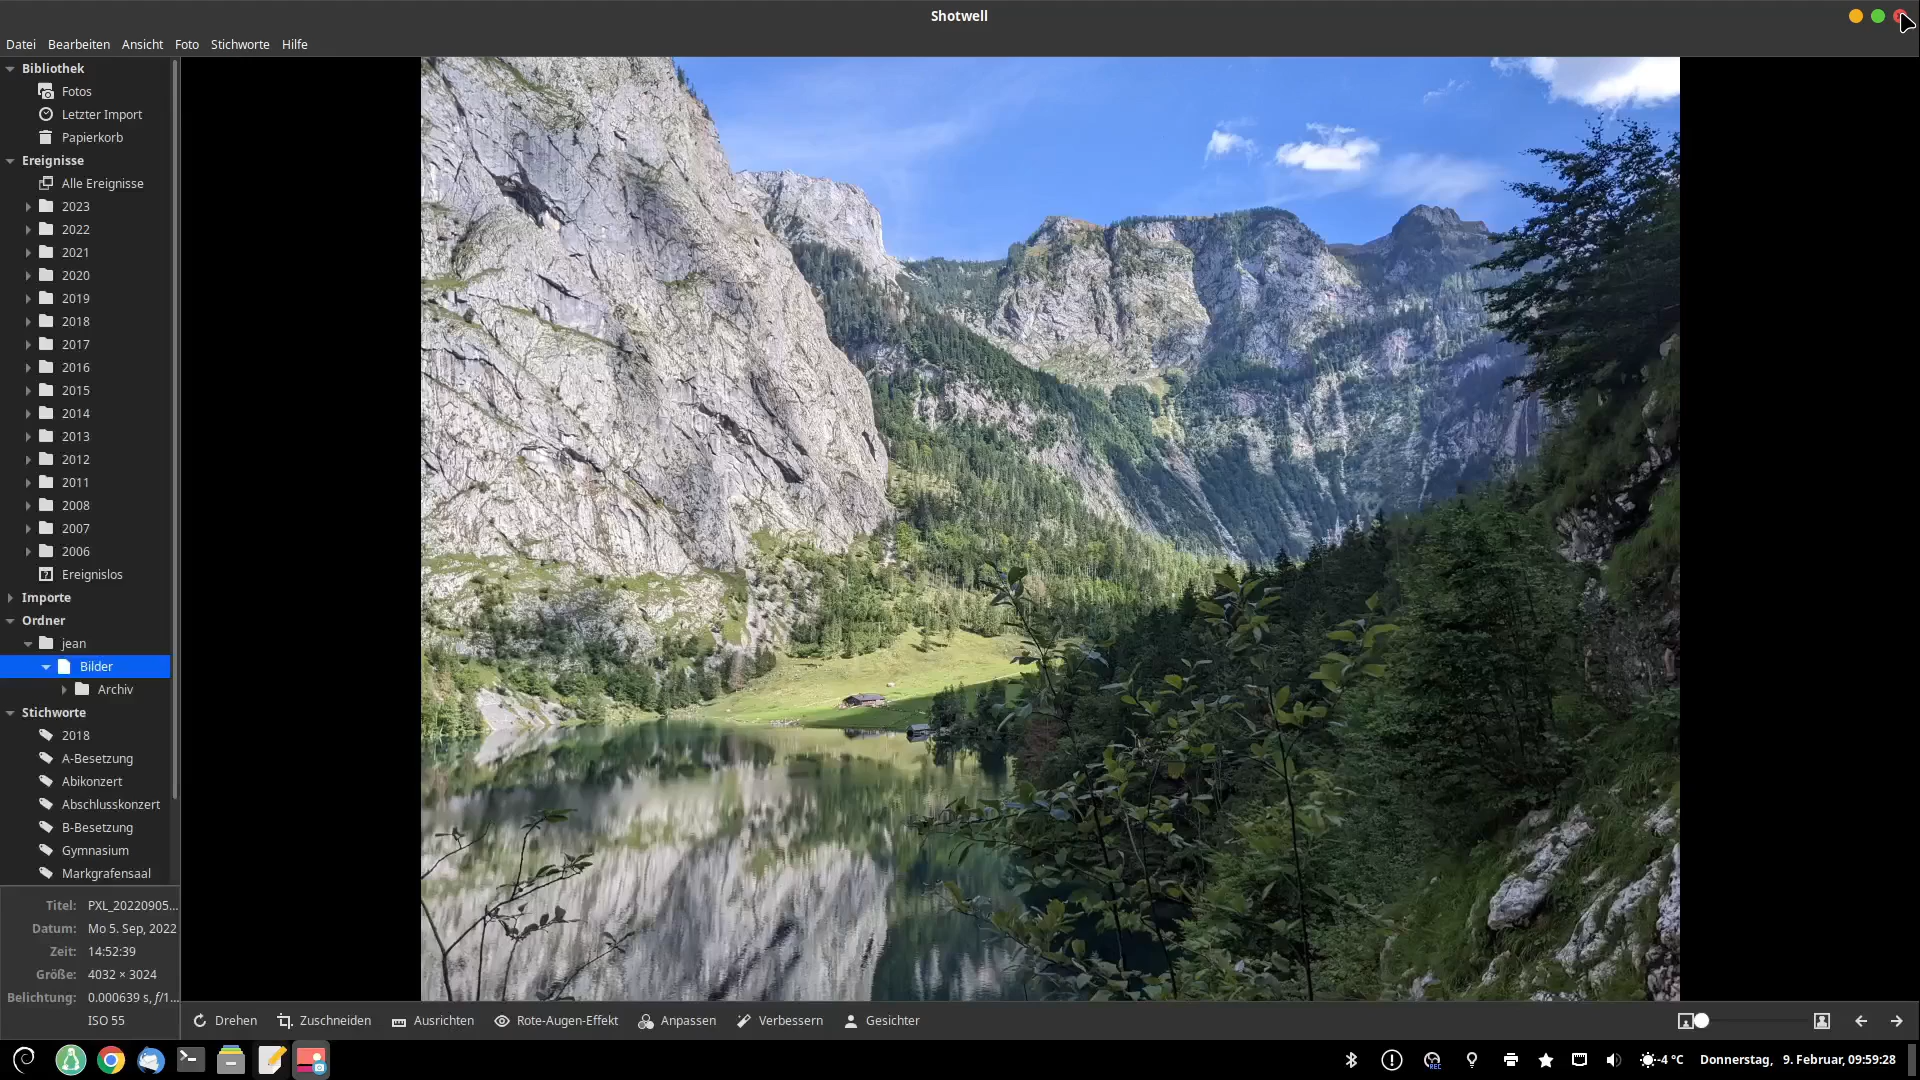 Shotwell
Datei Bearbeiten Ansicht Foto Stichworte Hilfe
Bibliothek
Fotos
Letzter Import
Papierkorb
Ereignisse
Alle Ereignisse
2023
2022
2021
2020
2019
2018
2017
2016
2015
2014
2013
2012
2011
2008
2007
2006
Ereignislos
Importe
Ordner
jean
Bilder
Archiv
Stichworte
2018
A-Besetzung
Abikonzert
Abschlusskonzert
B-Besetzung
Gymnasium
Markgrafensaal
Titel: PXL_20220905...
Datum: Mo 5. Sep, 2022
Zeit: 14:52:39
Größe: 4032 × 3024
Belichtung: 0.000639 s, f/1...
ISO 55
Drehen Zuschneiden Ausrichten Rote-Augen-Effekt Anpassen Verbessern Gesichter
REC -4 °C Donnerstag, 9. Februar, 09:59:28